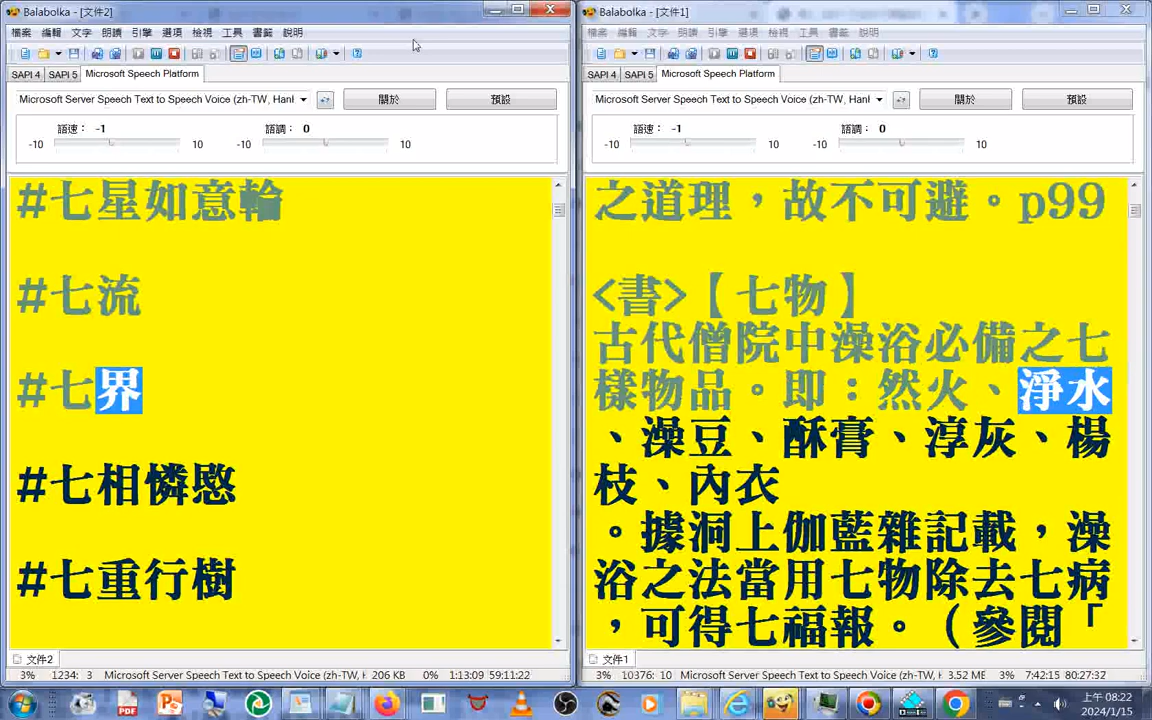 Balabolka - [文件2]
檔案 編輯 文字 朗讀 引擎 選項 檢視 工具 書籤 說明
SAPI 4 SAPI 5 Microsoft Speech Platform
Microsoft Server Speech Text to Speech Voice (zh-TW, Hanl
關於
預設
語速： -1
語調： 0
-10 10 -10 10
#七星如意輪
#七流
#七界
#七相憐愍
#七重行樹
文件2
3% 1234: 3 Microsoft Server Speech Text to Speech Voice (zh-TW, H 206 KB 0% 1:13:09 59:11:22
Balabolka - [文件1]
檔案 編輯 文字 朗讀 引擎 選項 檢視 工具 書籤 說明
SAPI 4 SAPI 5 Microsoft Speech Platform
Microsoft Server Speech Text to Speech Voice (zh-TW, Hanl
關於
預設
語速： -1
語調： 0
-10 10 -10 10
之道理，故不可避。p99
<書>【七物】
古代僧院中澡浴必備之七
樣物品。即：然火、淨水
、澡豆、酥膏、淳灰、楊
枝、內衣
。據洞上伽藍雜記載，澡
浴之法當用七物除去七病
，可得七福報。（參閱「
文件1
3% 10376: 10 Microsoft Server Speech Text to Speech Voice (zh-TW, H 3.52 ME 3% 7:42:15 80:27:32
上午 08:22
2024/1/15